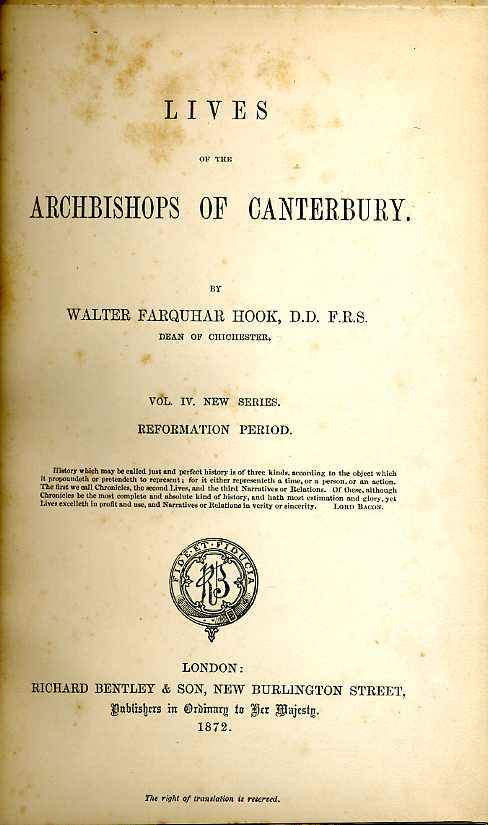 LIVES
OF THE
ARCHBISHOPS OF CANTERBURY.
BY
WALTER FARQUHAR HOOK, D.D. F.R.S.
DEAN OF CHICHESTER.
VOL. IV. NEW SERIES.
REFORMATION PERIOD.
History which may be called just and perfect history is of three kinds, according to the object which
it propoundeth or pretendeth to represent; for it either representeth a time, or a person, or an action.
The first we call Chronicles, the second Lives, and the third Narratives or Relations. Of these, although
Chronicles be the most complete and absolute kind of history, and hath most estimation and glory, yet
Lives excelleth in profit and use, and Narratives or Relations in verity or sincerity. LORD BACON.
FIDE·ET·FIDUCIA
RB
LONDON:
RICHARD BENTLEY & SON, NEW BURLINGTON STREET,
Publishers in Ordinary to Her Majesty.
1872.
The right of translation is reserved.